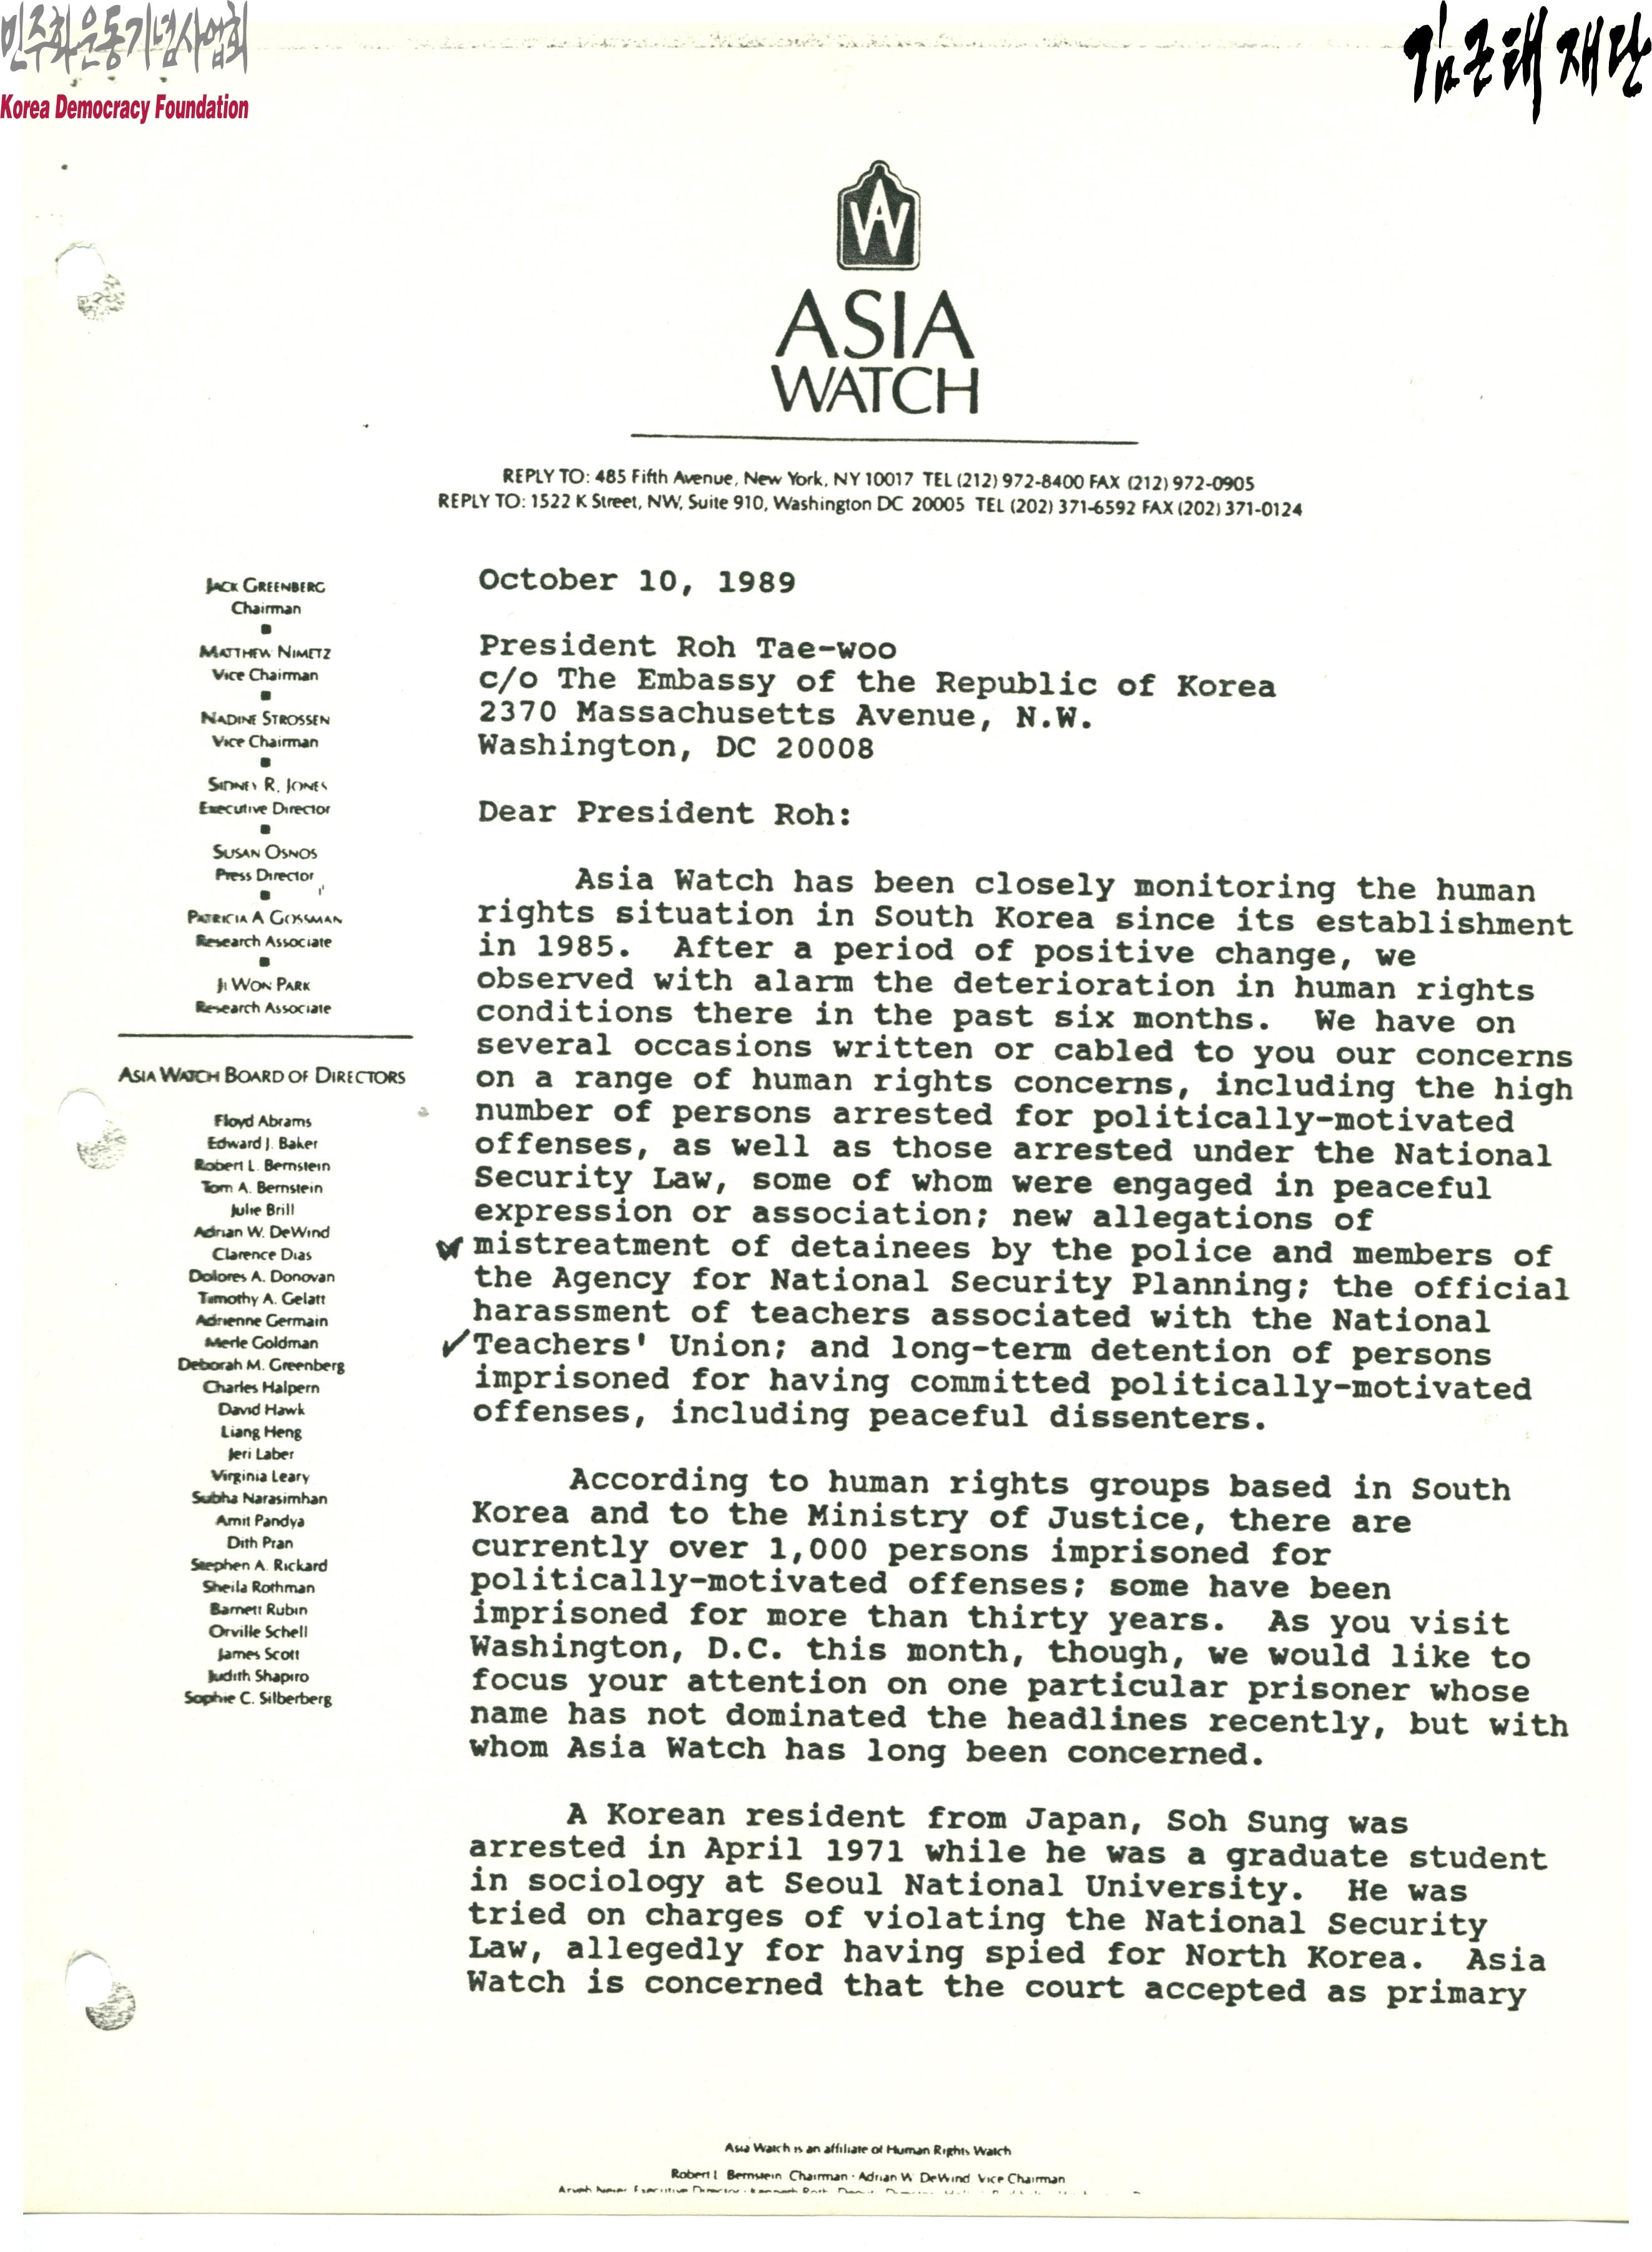 민주화운동기념사업회
Korea Democracy Foundation
김근태재단
AW
ASIA
WATCH
REPLY TO: 485 Fifth Avenue, New York, NY 10017 TEL (212) 972-8400 FAX (212) 972-0905
REPLY TO: 1522 K Street, NW, Suite 910, Washington DC 20005 TEL (202) 371-6592 FAX (202) 371-0124
JACK GREENBERG
Chairman
MATTHEW NIMETZ
Vice Chairman
NADINE STROSSEN
Vice Chairman
SIDNEY R. JONES
Executive Director
SUSAN OSNOS
Press Director
PATRICIA A GOSSMAN
Research Associate
JI WON PARK
Research Associate
ASIA WATCH BOARD OF DIRECTORS
Floyd Abrams
Edward J. Baker
Robert L. Bernstein
Tom A. Bernstein
Julie Brill
Adrian W. DeWind
Clarence Dias
Dolores A. Donovan
Timothy A. Gelatt
Adrienne Germain
Merle Goldman
Deborah M. Greenberg
Charles Halpern
David Hawk
Liang Heng
Jeri Laber
Virginia Leary
Subha Narasimhan
Amit Pandya
Dith Pran
Stephen A. Rickard
Sheila Rothman
Barnett Rubin
Orville Schell
James Scott
Judith Shapiro
Sophie C. Silberberg
October 10, 1989
President Roh Tae-woo
c/o The Embassy of the Republic of Korea
2370 Massachusetts Avenue, N.W.
Washington, DC 20008
Dear President Roh:
Asia Watch has been closely monitoring the human
rights situation in South Korea since its establishment
in 1985. After a period of positive change, we
observed with alarm the deterioration in human rights
conditions there in the past six months. We have on
several occasions written or cabled to you our concerns
on a range of human rights concerns, including the high
number of persons arrested for politically-motivated
offenses, as well as those arrested under the National
Security Law, some of whom were engaged in peaceful
expression or association; new allegations of
mistreatment of detainees by the police and members of
the Agency for National Security Planning; the official
harassment of teachers associated with the National
✓Teachers' Union; and long-term detention of persons
imprisoned for having committed politically-motivated
offenses, including peaceful dissenters.
According to human rights groups based in South
Korea and to the Ministry of Justice, there are
currently over 1,000 persons imprisoned for
politically-motivated offenses; some have been
imprisoned for more than thirty years. As you visit
Washington, D.C. this month, though, we would like to
focus your attention on one particular prisoner whose
name has not dominated the headlines recently, but with
whom Asia Watch has long been concerned.
A Korean resident from Japan, Soh Sung was
arrested in April 1971 while he was a graduate student
in sociology at Seoul National University. He was
tried on charges of violating the National Security
Law, allegedly for having spied for North Korea. Asia
Watch is concerned that the court accepted as primary
Asia Watch is an affiliate of Human Rights Watch
Robert L Bernstein Chairman · Adrian W DeWind Vice Chairman
Aryeh Neier Executive Director · Kenneth Roth